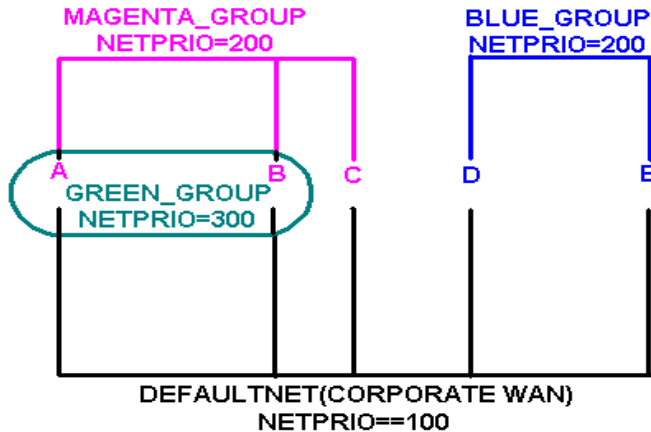 MAGENTA_GROUP
NETPRIO=200
BLUE_GROUP
NETPRIO=200
A
B
C
D
E
GREEN_GROUP
NETPRIO=300
DEFAULTNET(CORPORATE WAN)
NETPRIO==100